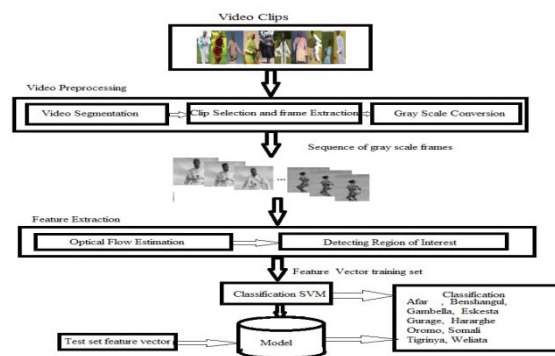 Video Clips
Video Preprocessing
Video Segmentation
Clip Selection and frame Extraction
Gray Scale Conversion
Sequence of gray scale frames
...
Feature Extraction
Optical Flow Estimation
Detecting Region of Interest
Feature Vector training set
Classification SVM
Classification
Afar , Benshangul,
Gambella, Eskesta
Gurage, Hararghe
Oromo, Somali
Tigrinya, Weliata
Test set feature vector
Model